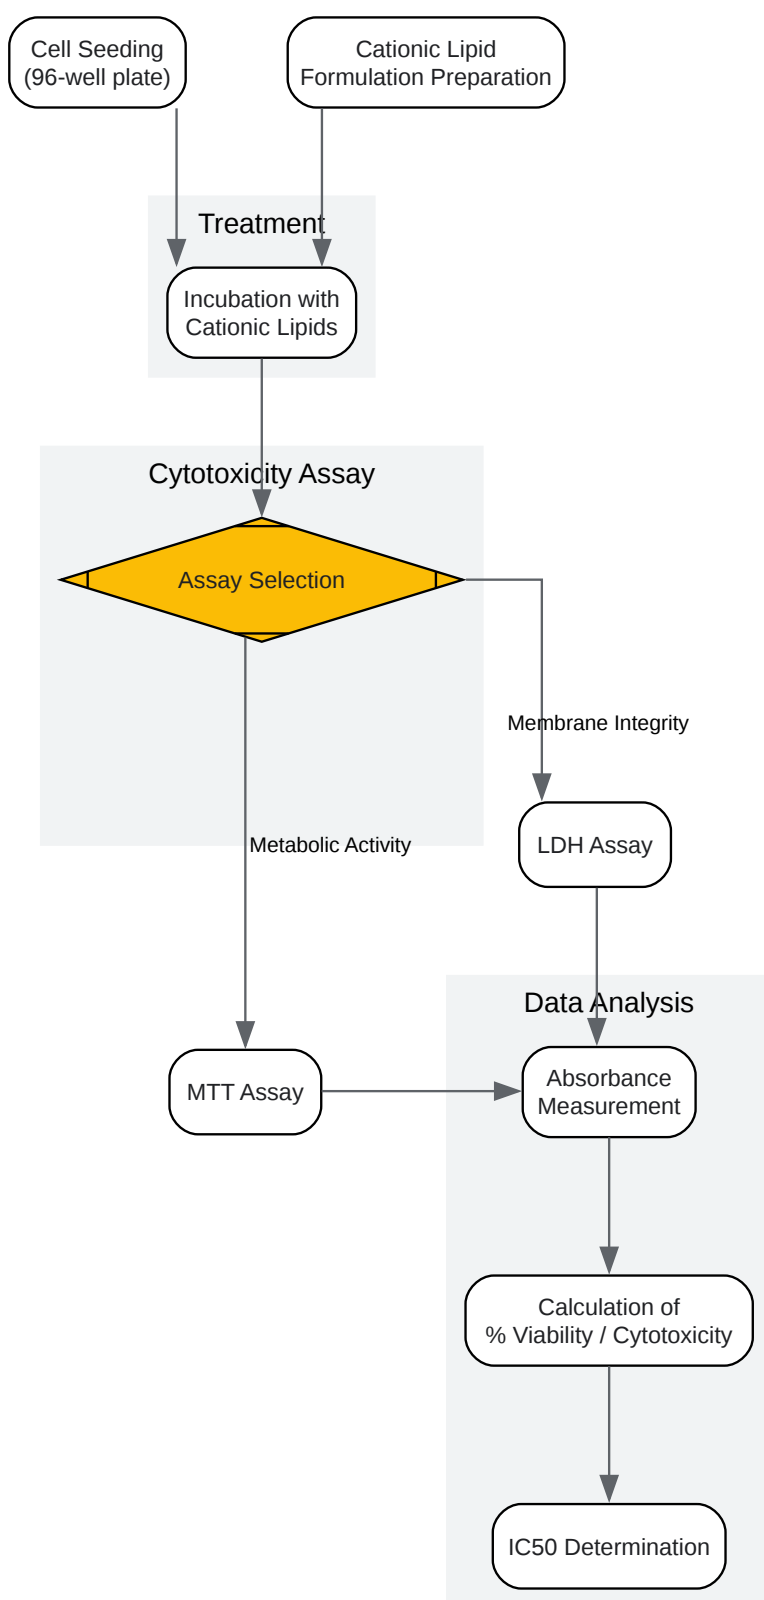 Cell Seeding
(96-well plate)
Cationic Lipid
Formulation Preparation
Treatment
Incubation with
Cationic Lipids
Cytotoxicity Assay
Assay Selection
Membrane Integrity
Metabolic Activity
LDH Assay
Data Analysis
MTT Assay
Absorbance
Measurement
Calculation of
% Viability / Cytotoxicity
IC50 Determination